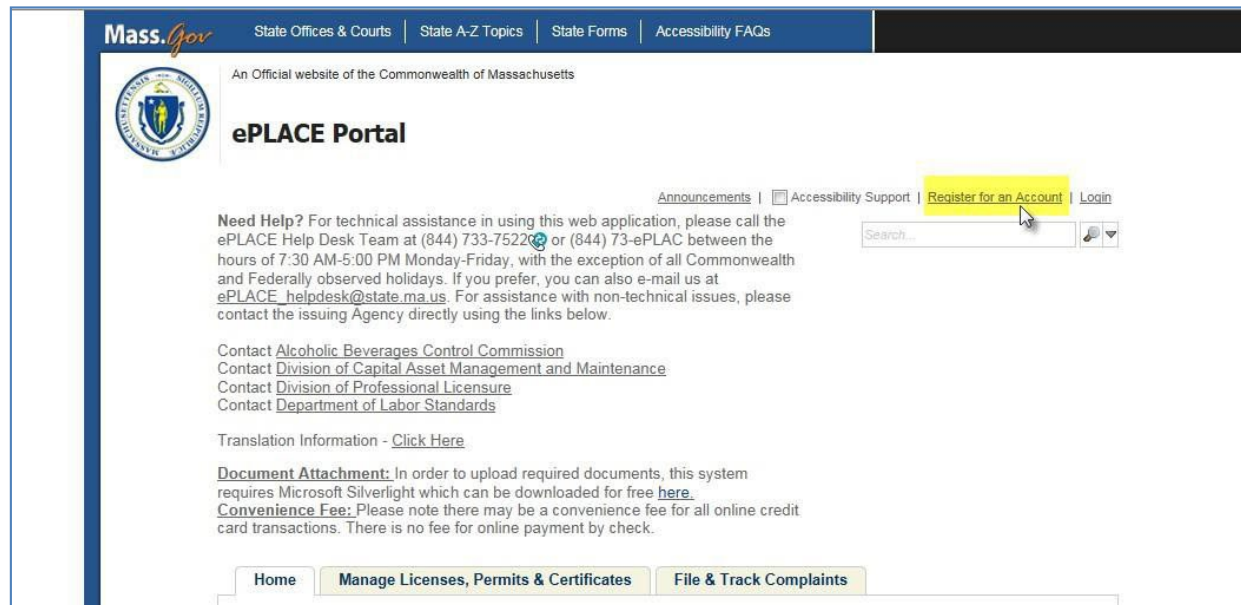 Mass.Gov State Offices & Courts State A-Z Topics State Forms Accessibility FAQs
An Official website of the Commonwealth of Massachusetts
ePLACE Portal
Announcements | Accessibility Support | Register for an Account | Login
Search...
Need Help? For technical assistance in using this web application, please call the
ePLACE Help Desk Team at (844) 733-7522 or (844) 73-ePLAC between the
hours of 7:30 AM-5:00 PM Monday-Friday, with the exception of all Commonwealth
and Federally observed holidays. If you prefer, you can also e-mail us at
ePLACE_helpdesk@state.ma.us. For assistance with non-technical issues, please
contact the issuing Agency directly using the links below.
Contact Alcoholic Beverages Control Commission
Contact Division of Capital Asset Management and Maintenance
Contact Division of Professional Licensure
Contact Department of Labor Standards
Translation Information - Click Here
Document Attachment: In order to upload required documents, this system
requires Microsoft Silverlight which can be downloaded for free here.
Convenience Fee: Please note there may be a convenience fee for all online credit
card transactions. There is no fee for online payment by check.
Home Manage Licenses, Permits & Certificates File & Track Complaints